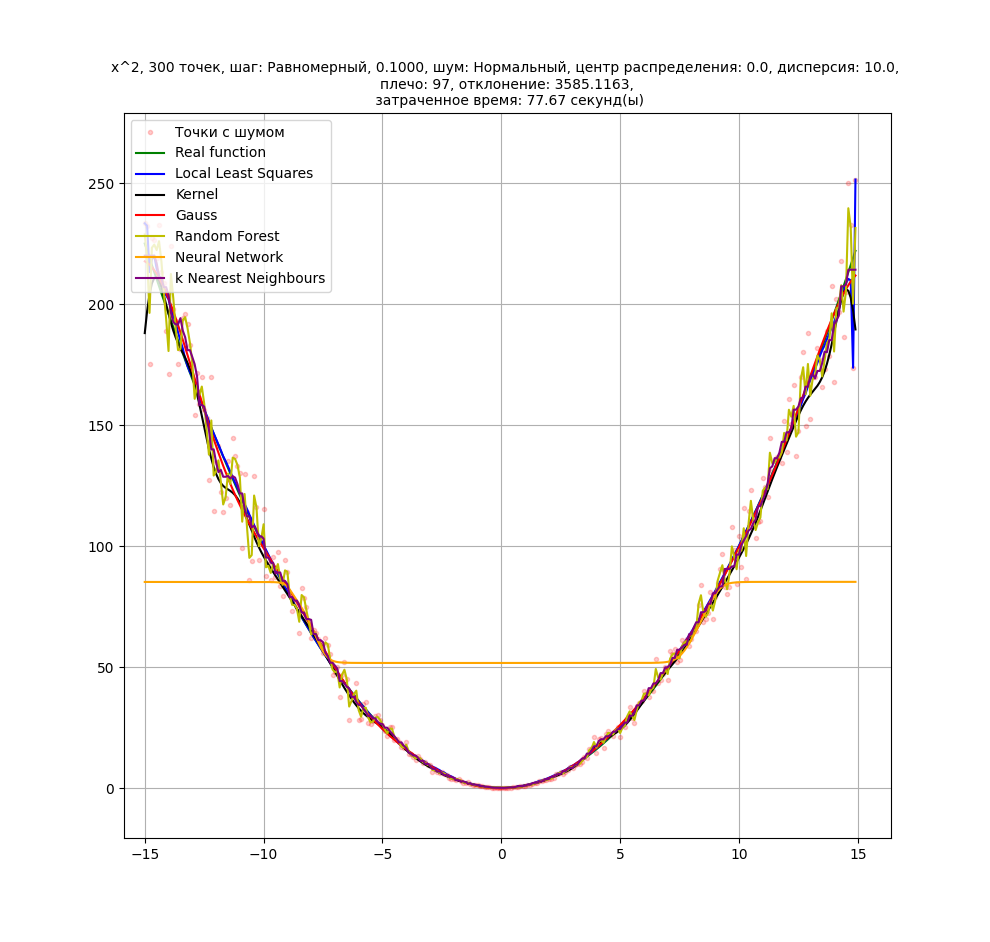 x^2, 300 точек, шаг: Равномерный, 0.1000, шум: Нормальный, центр распределения: 0.0, дисперсия: 10.0,
плечо: 97, отклонение: 3585.1163,
затраченное время: 77.67 секунд(ы)
Точки с шумом
Real function
Local Least Squares
Kernel
Gauss
Random Forest
Neural Network
k Nearest Neighbours
250
200
150
100
50
0
−15
−10
−5
0
5
10
15